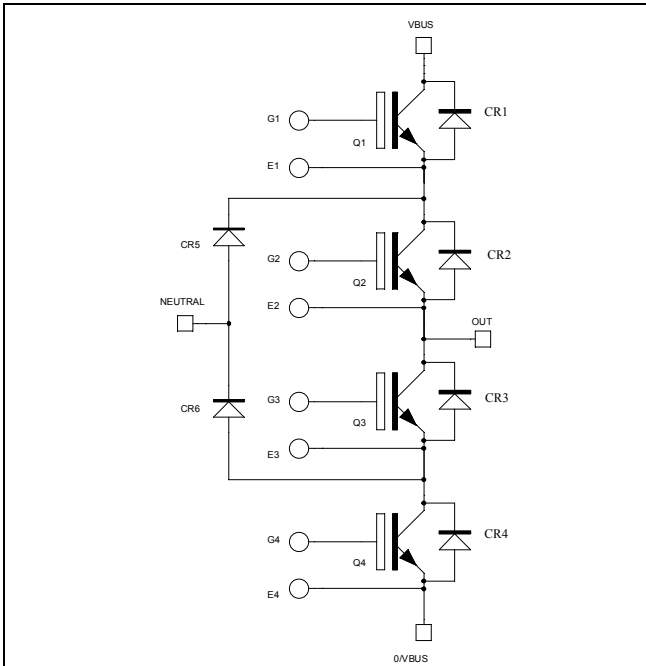 VBUS
G1
CR1
Q1
E1
CR5
G2
CR2
Q2
NEUTRAL
E2
OUT
CR6
G3
CR3
Q3
E3
G4
CR4
Q4
E4
0/VBUS